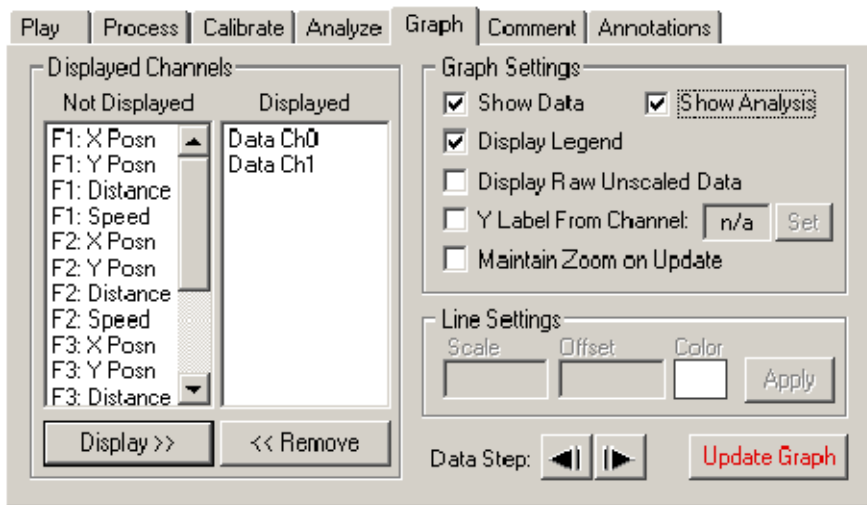 Play Process Calibrate Analyze Graph Comment Annotations
Displayed Channels
Not Displayed Displayed
F1: X Posn
F1: Y Posn
F1: Distance
F1: Speed
F2: X Posn
F2: Y Posn
F2: Distance
F2: Speed
F3: X Posn
F3: Y Posn
F3: Distance
Data Ch0
Data Ch1
Display >> << Remove
Graph Settings
Show Data Show Analysis
Display Legend
Display Raw Unscaled Data
Y Label From Channel: n/a Set
Maintain Zoom on Update
Line Settings
Scale Offset Color
Apply
Data Step: Update Graph